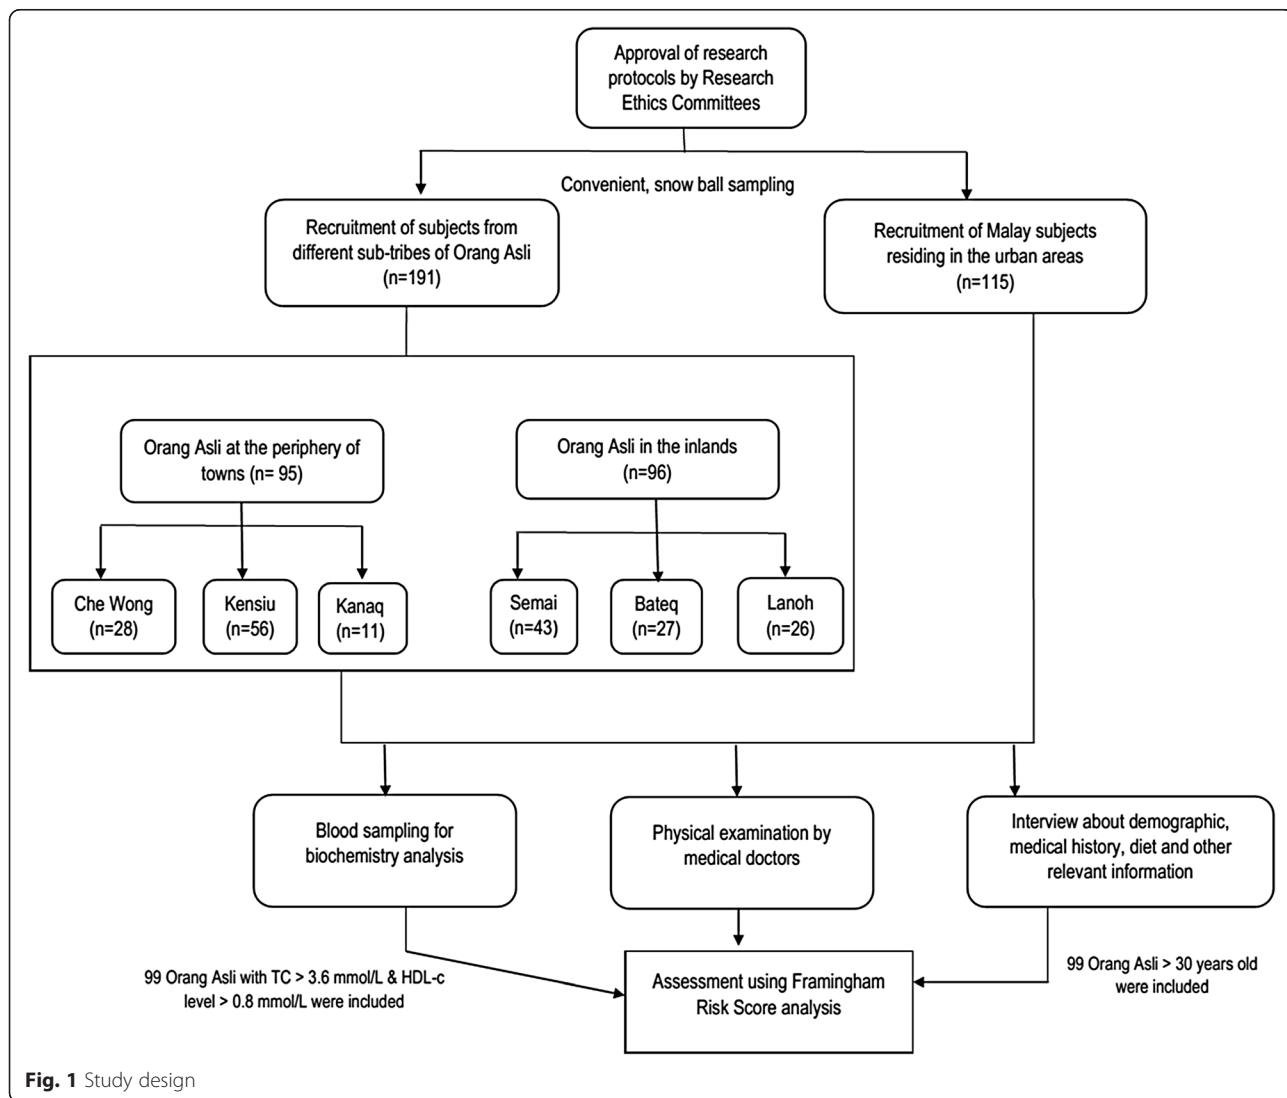 Approval of research
protocols by Research
Ethics Committees
Convenient, snow ball sampling
Recruitment of subjects from
different sub-tribes of Orang Asli
(n=191)
Recruitment of Malay subjects
residing in the urban areas
(n=115)
Orang Asli at the periphery of
towns (n= 95)
Orang Asli in the inlands
(n=96)
Che Wong
(n=28)
Kensiu
(n=56)
Kanaq
(n=11)
Semai
(n=43)
Bateq
(n=27)
Lanoh
(n=26)
Blood sampling for
biochemistry analysis
Physical examination by
medical doctors
Interview about demographic,
medical history, diet and other
relevant information
99 Orang Asli with TC > 3.6 mmol/L & HDL-c
level > 0.8 mmol/L were included
Assessment using Framingham
Risk Score analysis
99 Orang Asli > 30 years old
were included
Fig. 1 Study design